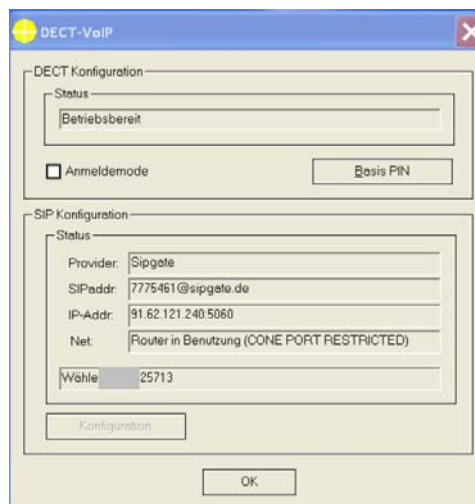 DECT-VoIP
DECT Konfiguration
Status
Betriebsbereit
Anmeldemode
Basis PIN
SIP Konfiguration
Status
Provider: Sipgate
SIPaddr: 7775461@sipgate.de
IP-Addr: 91.62.121.240:5060
Net: Router in Benutzung (CONE PORT RESTRICTED)
Wähle 25713
Konfiguration
OK